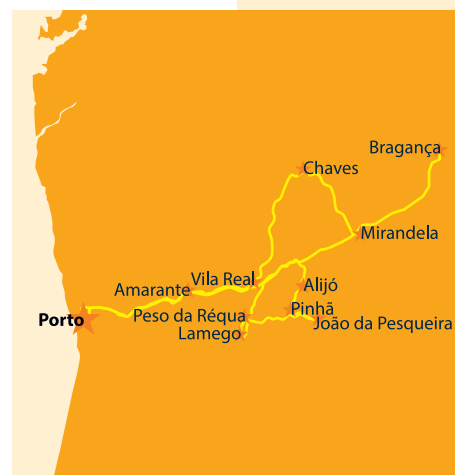 Bragança
Chaves
Mirandela
Vila Real
Alijó
Amarante
Pinhã
Peso da Réqua
João da Pesqueira
Porto
Lamego